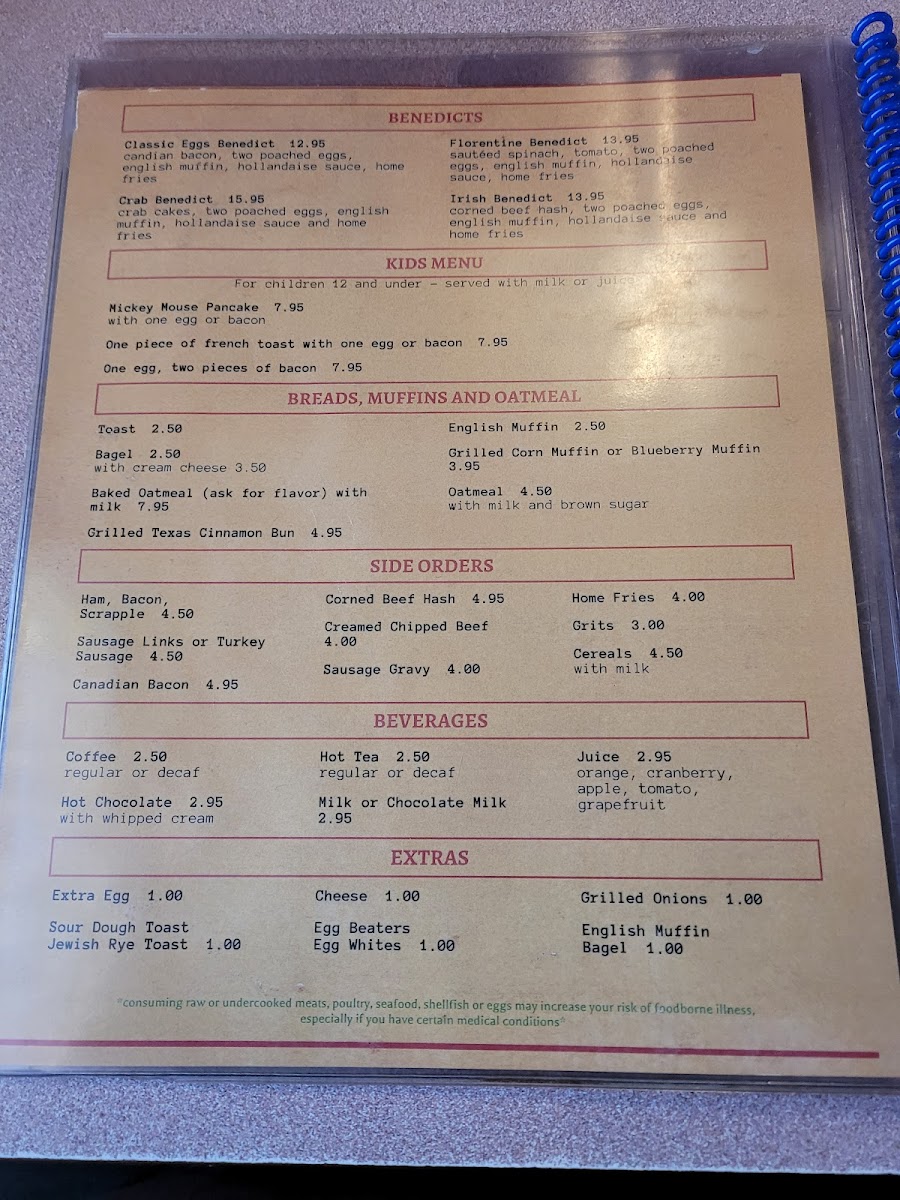 BENEDICTS
Classic Eggs Benedict 12.95
candian bacon, two poached eggs,
english muffin, hollandaise sauce, home
fries
Florentine Benedict 13.95
sautéed spinach, tomato, two poached
eggs, english muffin, hollandaise
sauce, home fries
Crab Benedict 15.95
crab cakes, two poached eggs, english
muffin, hollandaise sauce and home
fries
Irish Benedict 13.95
corned beef hash, two poached eggs,
english muffin, hollandaise sauce and
home fries
KIDS MENU
For children 12 and under – served with milk or juice
Mickey Mouse Pancake 7.95
with one egg or bacon
One piece of french toast with one egg or bacon 7.95
One egg, two pieces of bacon 7.95
BREADS, MUFFINS AND OATMEAL
Toast 2.50
Bagel 2.50
with cream cheese 3.50
Baked Oatmeal (ask for flavor) with
milk 7.95
Grilled Texas Cinnamon Bun 4.95
English Muffin 2.50
Grilled Corn Muffin or Blueberry Muffin
3.95
Oatmeal 4.50
with milk and brown sugar
SIDE ORDERS
Ham, Bacon,
Scrapple 4.50
Sausage Links or Turkey
Sausage 4.50
Canadian Bacon 4.95
Corned Beef Hash 4.95
Creamed Chipped Beef
4.00
Sausage Gravy 4.00
Home Fries 4.00
Grits 3.00
Cereals 4.50
with milk
BEVERAGES
Coffee 2.50
regular or decaf
Hot Chocolate 2.95
with whipped cream
Hot Tea 2.50
regular or decaf
Milk or Chocolate Milk
2.95
Juice 2.95
orange, cranberry,
apple, tomato,
grapefruit
EXTRAS
Extra Egg 1.00
Sour Dough Toast
Jewish Rye Toast 1.00
Cheese 1.00
Egg Beaters
Egg Whites 1.00
Grilled Onions 1.00
English Muffin
Bagel 1.00
*consuming raw or undercooked meats, poultry, seafood, shellfish or eggs may increase your risk of foodborne illness,
especially if you have certain medical conditions*